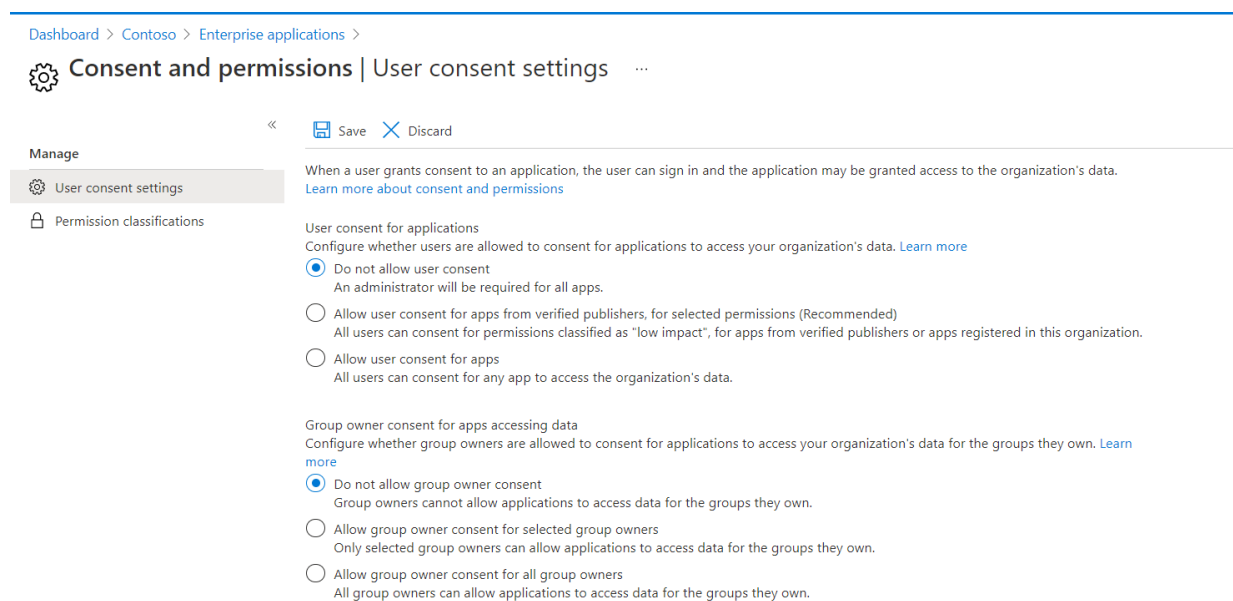 Dashboard > Contoso > Enterprise applications >
Consent and permissions | User consent settings ...
«
Save Discard
Manage
User consent settings
Permission classifications
When a user grants consent to an application, the user can sign in and the application may be granted access to the organization's data.
Learn more about consent and permissions
User consent for applications
Configure whether users are allowed to consent for applications to access your organization's data. Learn more
Do not allow user consent
An administrator will be required for all apps.
Allow user consent for apps from verified publishers, for selected permissions (Recommended)
All users can consent for permissions classified as "low impact", for apps from verified publishers or apps registered in this organization.
Allow user consent for apps
All users can consent for any app to access the organization's data.
Group owner consent for apps accessing data
Configure whether group owners are allowed to consent for applications to access your organization's data for the groups they own. Learn
more
Do not allow group owner consent
Group owners cannot allow applications to access data for the groups they own.
Allow group owner consent for selected group owners
Only selected group owners can allow applications to access data for the groups they own.
Allow group owner consent for all group owners
All group owners can allow applications to access data for the groups they own.